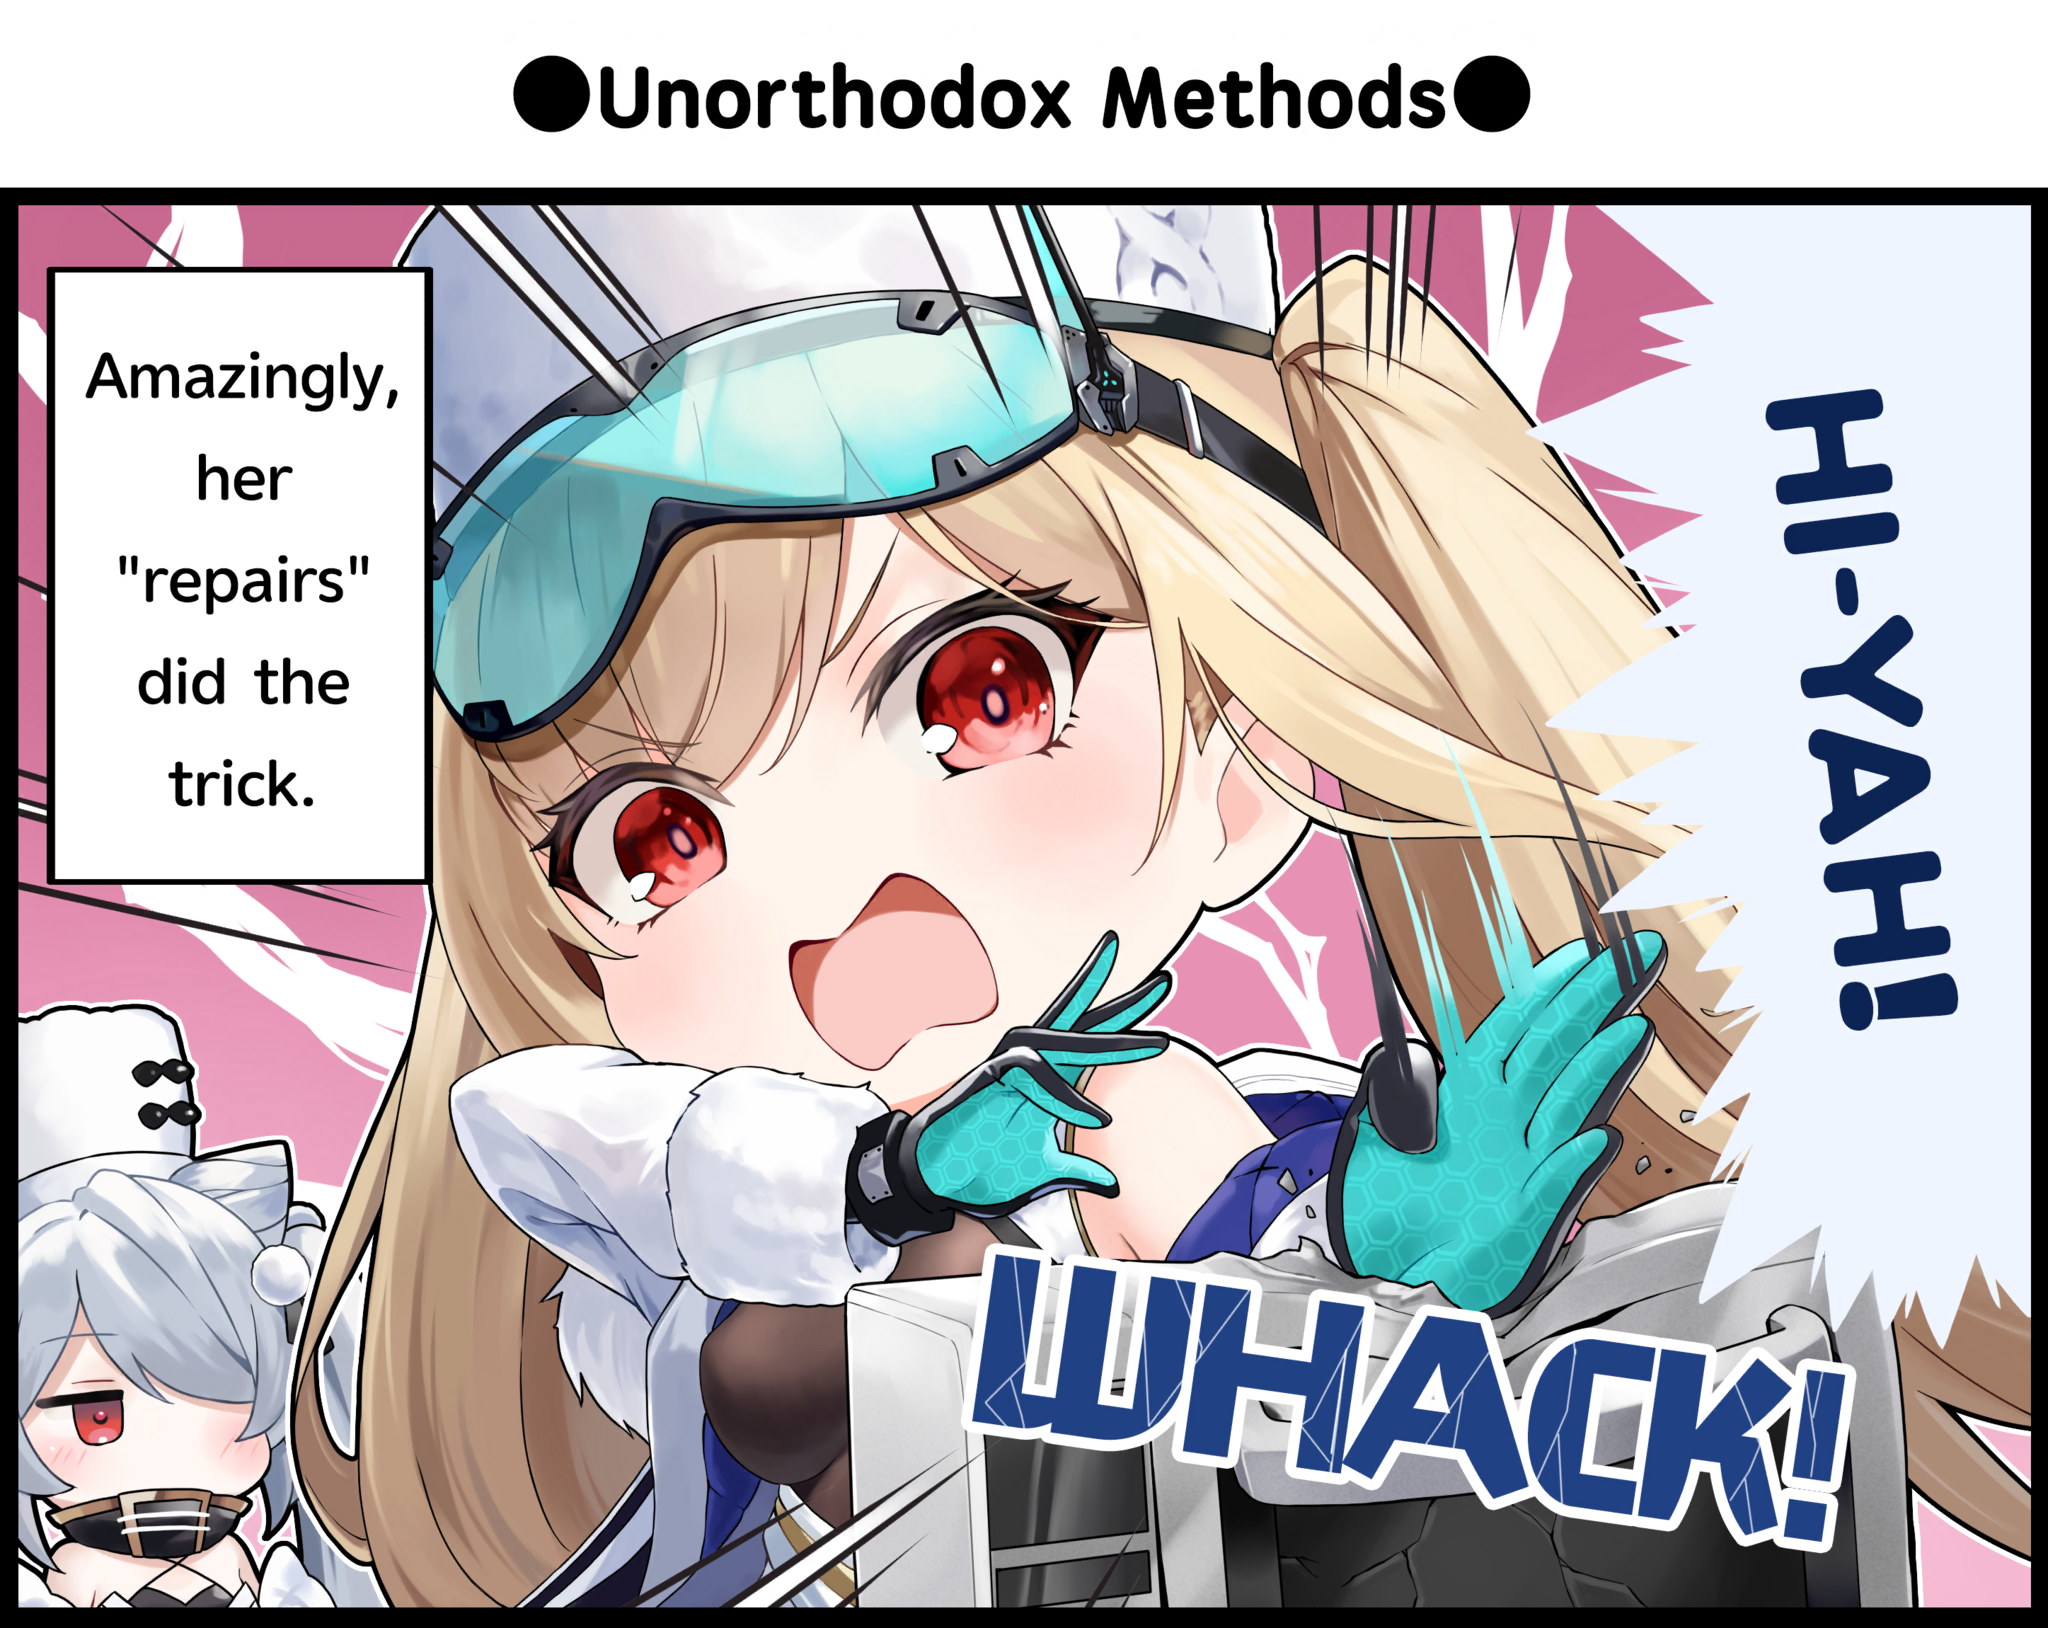 ●Unorthodox Methods●
Amazingly,
her
"repairs"
did the
trick.
HI-YAH!
WHACK!